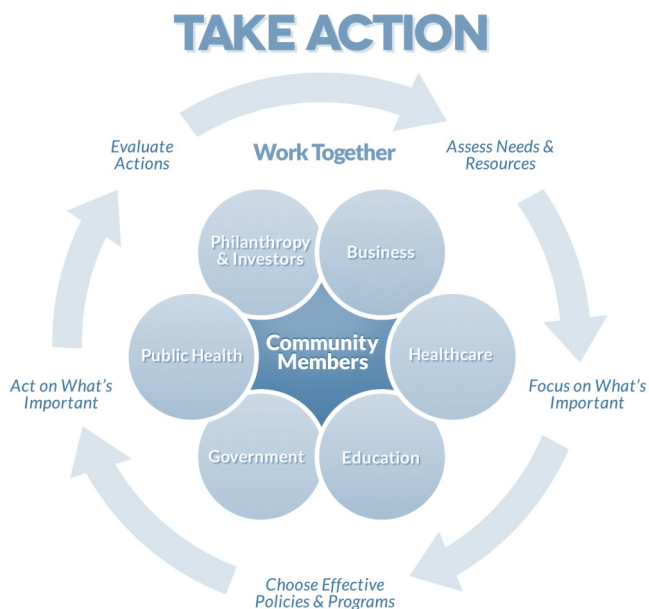 TAKE ACTION
Evaluate
Actions
Work Together
Assess Needs &
Resources
Philanthropy
& Investors
Business
Public Health
Community
Members
Healthcare
Act on What's
Important
Focus on What's
Important
Government
Education
Choose Effective
Policies & Programs